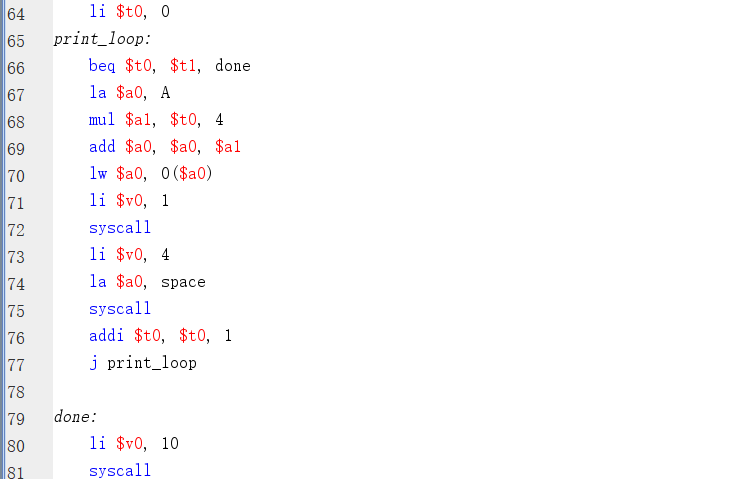 64 li $t0, 0
65 print_loop:
66 beq $t0, $t1, done
67 la $a0, A
68 mul $a1, $t0, 4
69 add $a0, $a0, $a1
70 lw $a0, 0($a0)
71 li $v0, 1
72 syscall
73 li $v0, 4
74 la $a0, space
75 syscall
76 addi $t0, $t0, 1
77 j print_loop
78
79 done:
80 li $v0, 10
81 syscall